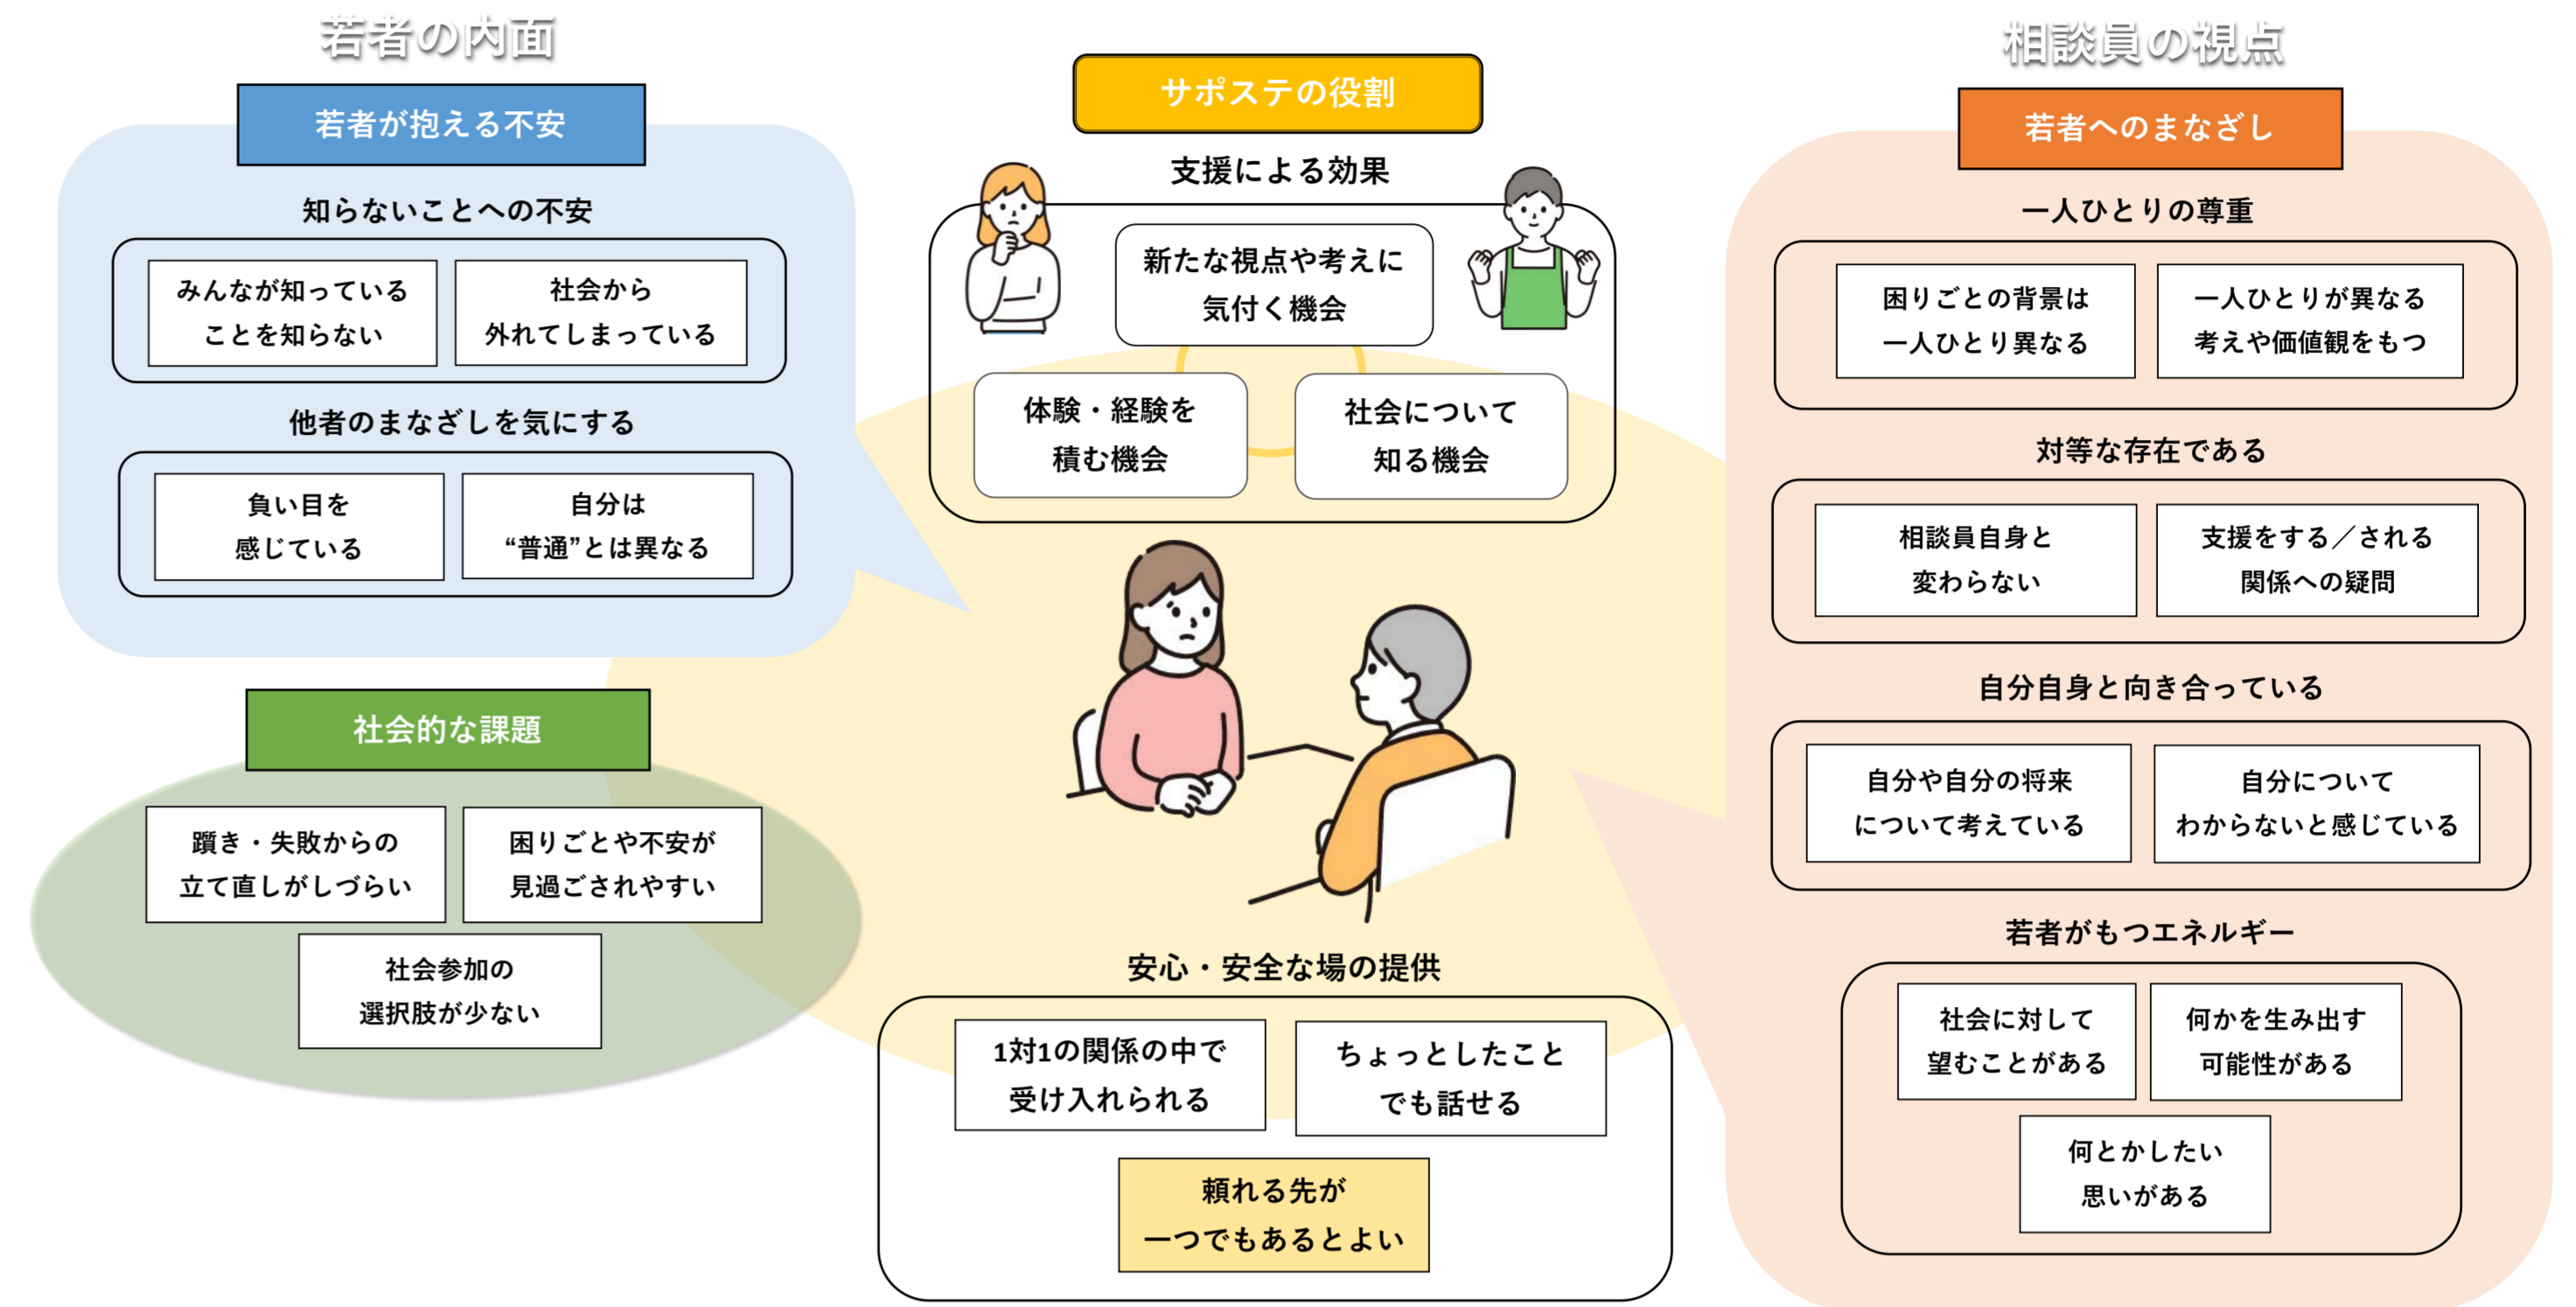 若者の内面
若者が抱える不安
知らないことへの不安
みんなが知っている
ことを知らない
社会から
外れてしまっている
他者のまなざしを気にする
負い目を
感じている
自分は
“普通”とは異なる
社会的な課題
躓き・失敗からの
立て直しがしづらい
困りごとや不安が
見過ごされやすい
社会参加の
選択肢が少ない
サポステの役割
支援による効果
新たな視点や考えに
気付く機会
体験・経験を
積む機会
社会について
知る機会
安心・安全な場の提供
1対1の関係の中で
受け入れられる
ちょっとしたこと
でも話せる
頼れる先が
一つでもあるとよい
相談員の視点
若者へのまなざし
一人ひとりの尊重
困りごとの背景は
一人ひとり異なる
一人ひとりが異なる
考えや価値観をもつ
対等な存在である
相談員自身と
変わらない
支援をする／される
関係への疑問
自分自身と向き合っている
自分や自分の将来
について考えている
自分について
わからないと感じている
若者がもつエネルギー
社会に対して
望むことがある
何かを生み出す
可能性がある
何とかしたい
思いがある